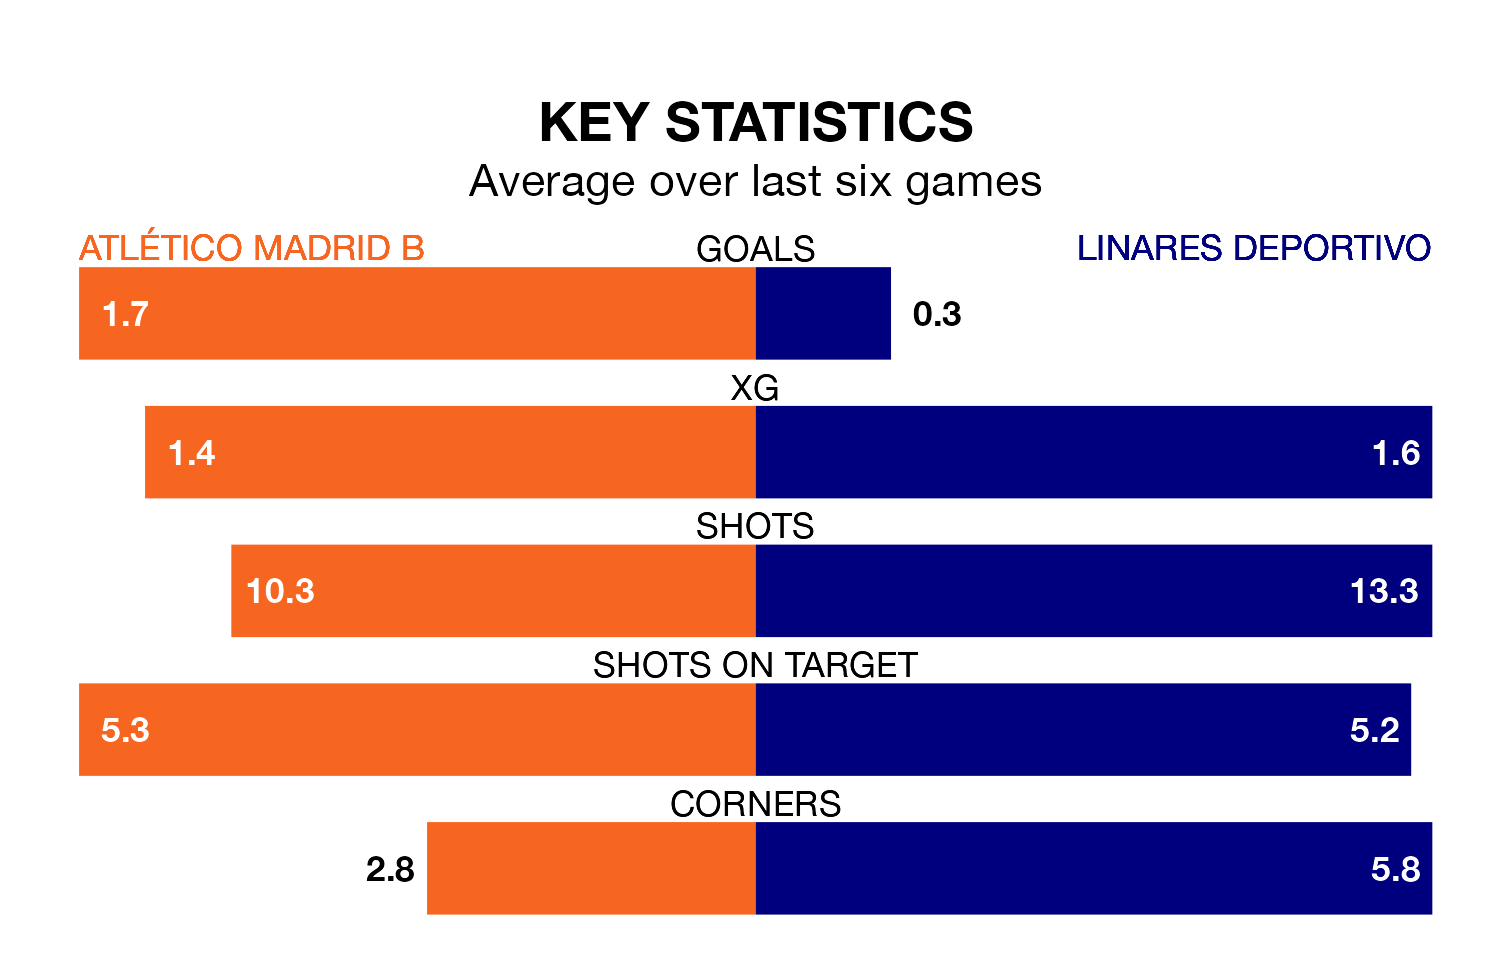 KEY STATISTICS
Average over last six games
ATLÉTICO MADRID B GOALS LINARES DEPORTIVO
1.7 0.3
XG
1.4 1.6
SHOTS
10.3 13.3
SHOTS ON TARGET
5.3 5.2
CORNERS
2.8 5.8